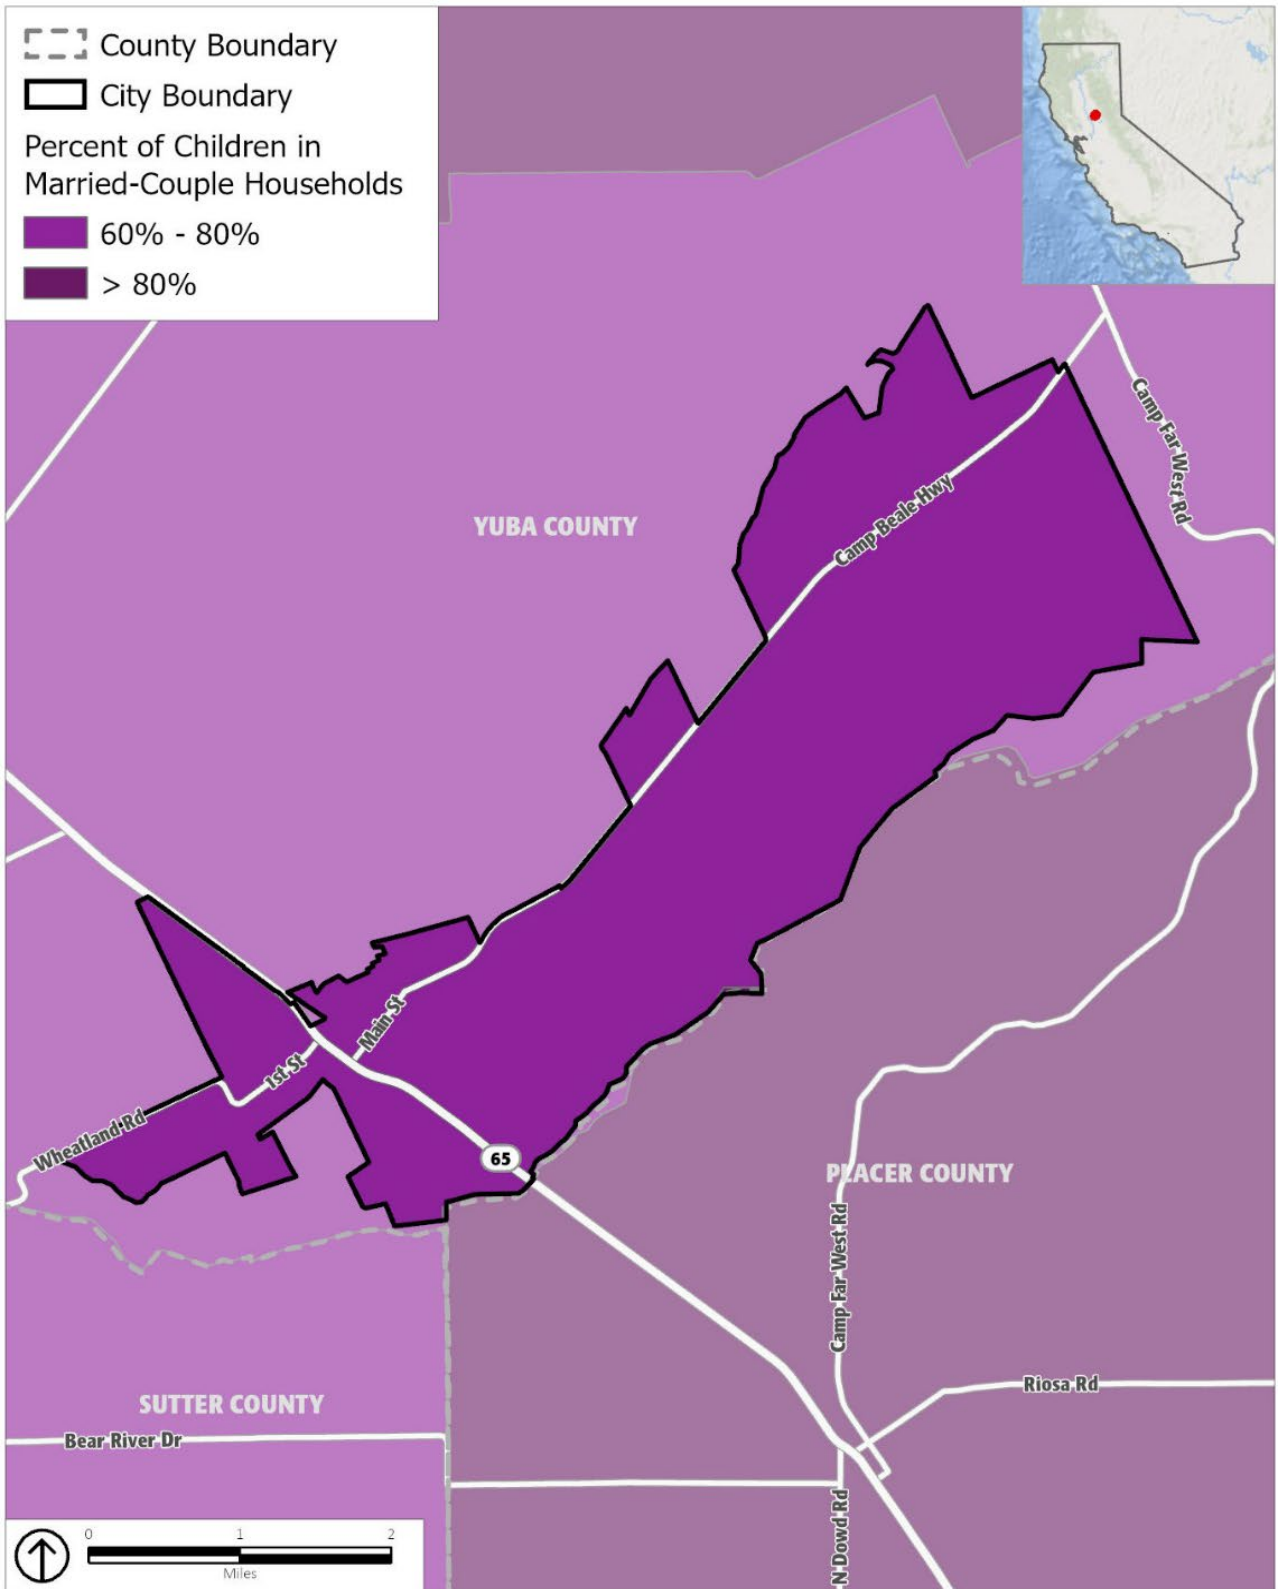 County Boundary
City Boundary
Percent of Children in
Married-Couple Households
60% - 80%
> 80%
Camp Far West Rd
YUBA COUNTY
Camp Beale Hwy
Main St
1st St
Wheatland Rd
65
PLACER COUNTY
Camp Far West Rd
Riosa Rd
SUTTER COUNTY
Bear River Dr
N Dowd Rd
0 1 2
Miles